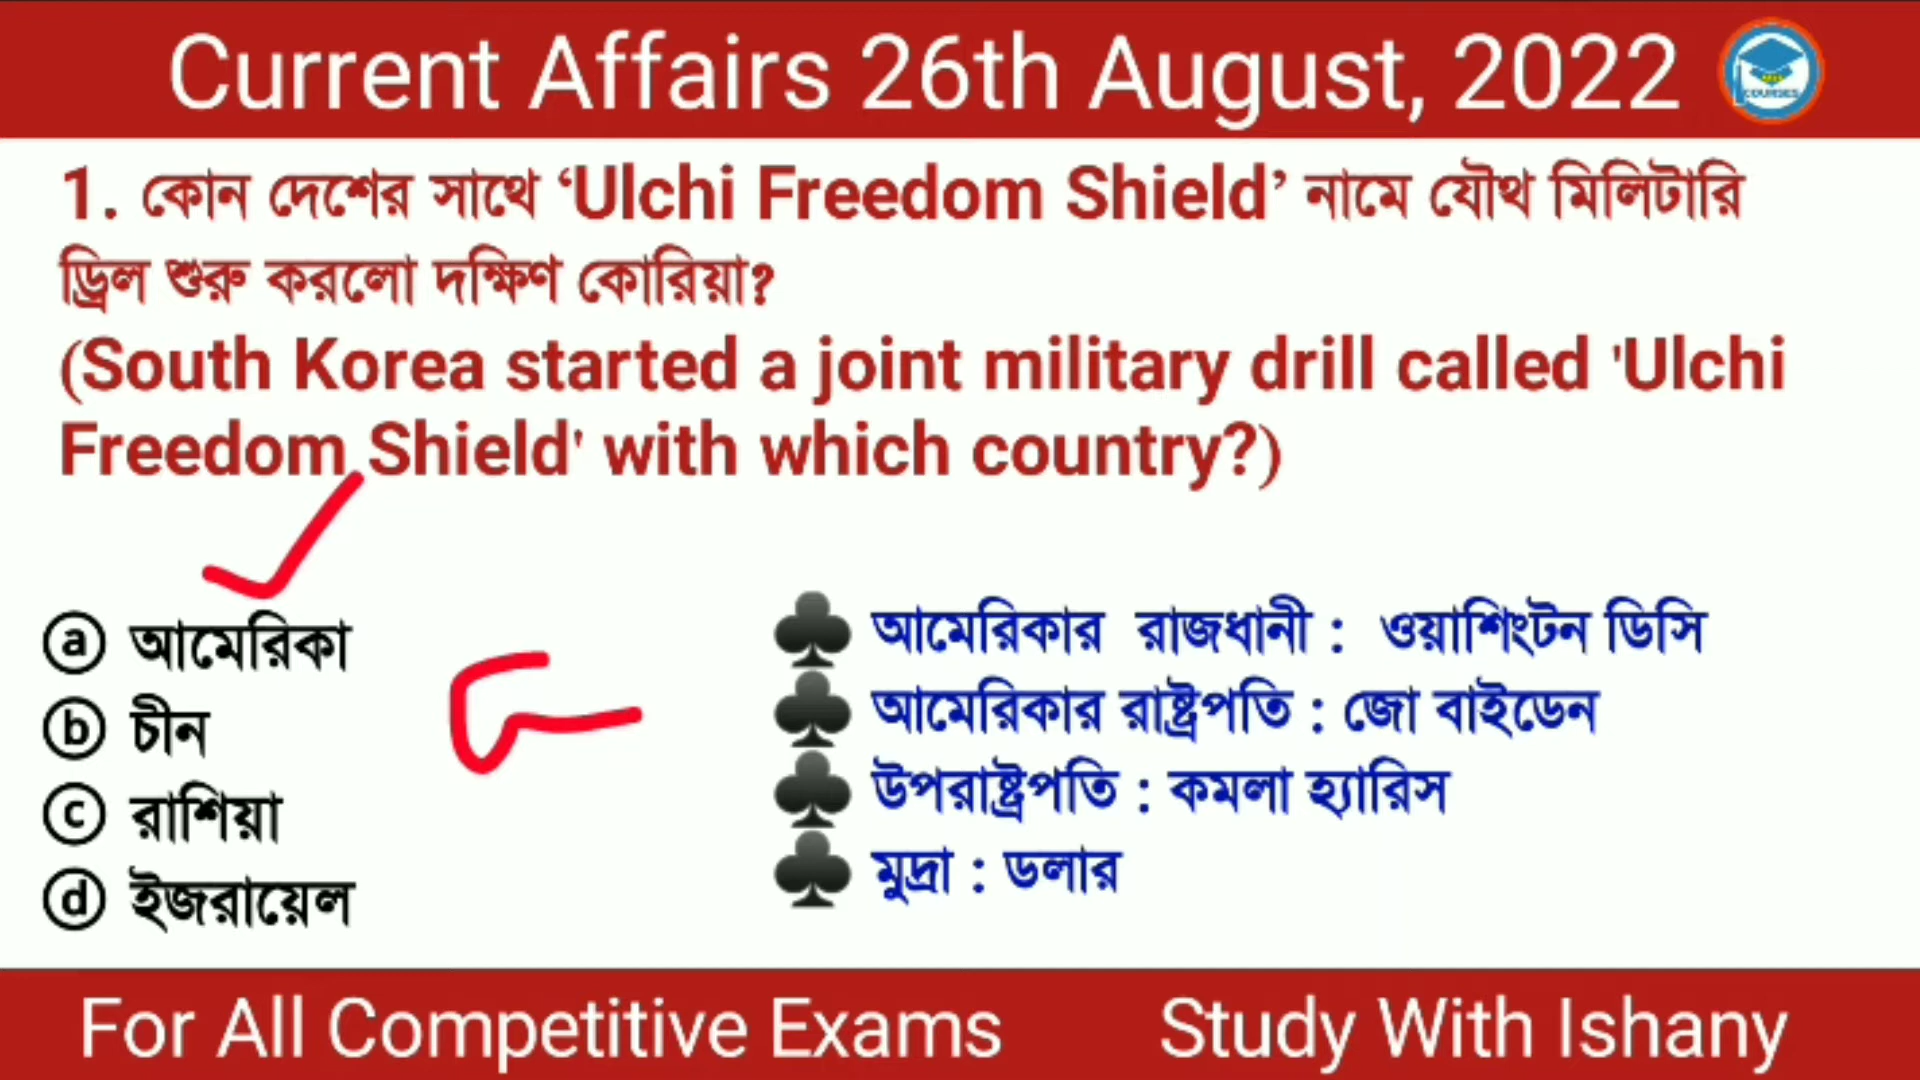 Current Affairs 26th August, 2022
COURSES
1. কোন দেশের সাথে ‘Ulchi Freedom Shield’ নামে যৌথ মিলিটারি
ড্রিল শুরু করলো দক্ষিণ কোরিয়া?
(South Korea started a joint military drill called 'Ulchi
Freedom Shield' with which country?)
ⓐ আমেরিকা
ⓑ চীন
ⓒ রাশিয়া
ⓓ ইজরায়েল
♣ আমেরিকার রাজধানী : ওয়াশিংটন ডিসি
♣ আমেরিকার রাষ্ট্রপতি : জো বাইডেন
♣ উপরাষ্ট্রপতি : কমলা হ্যারিস
♣ মুদ্রা : ডলার
For All Competitive Exams Study With Ishany